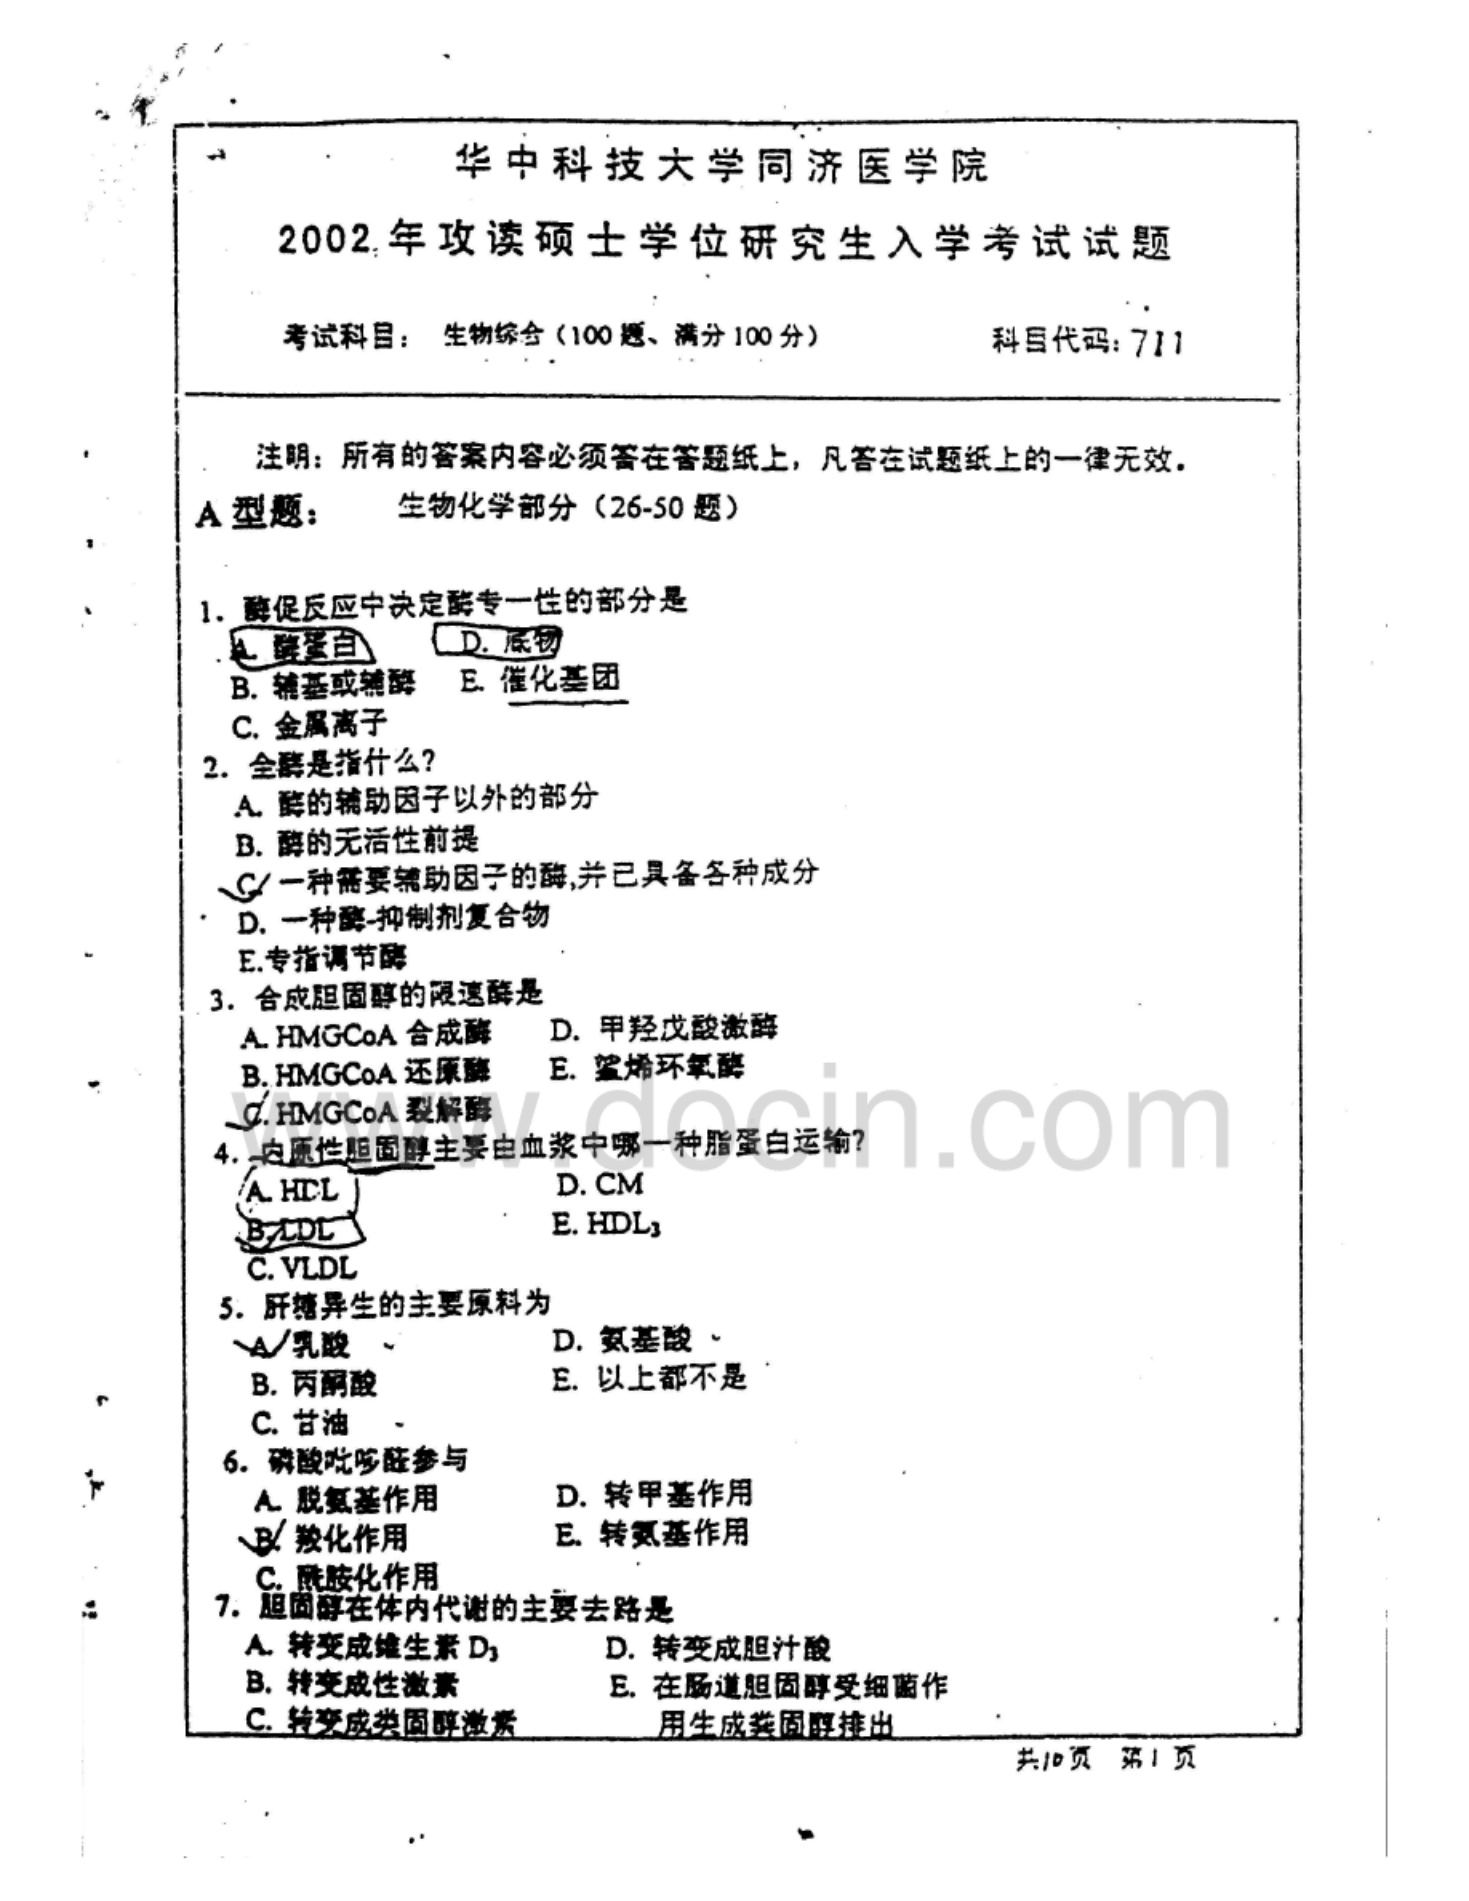 华中科技大学同济医学院
2002年攻读硕士学位研究生入学考试试题
考试科目： 生物综合（100题、满分100分） 科目代码：711
注明：所有的答案内容必须答在答题纸上，凡答在试题纸上的一律无效。
A型题： 生物化学部分（26-50题）
1．酶促反应中决定酶专一性的部分是
A. 酶蛋白 D. 底物
B. 辅基或辅酶 E. 催化基团
C. 金属离子
2．全酶是指什么？
A. 酶的辅助因子以外的部分
B. 酶的无活性前提
C. 一种需要辅助因子的酶,并已具备各种成分
D. 一种酶-抑制剂复合物
E.专指调节酶
3．合成胆固醇的限速酶是
A. HMGCoA 合成酶 D. 甲羟戊酸激酶
B. HMGCoA 还原酶 E. 鲨烯环氧酶
C. HMGCoA 裂解酶
www.docin.com
4．内原性胆固醇主要由血浆中哪一种脂蛋白运输？
A. HDL D. CM
B. LDL E. HDL₃
C. VLDL
5．肝糖异生的主要原料为
A. 乳酸 D. 氨基酸
B. 丙酮酸 E. 以上都不是
C. 甘油
6．磷酸吡哆醛参与
A. 脱氨基作用 D. 转甲基作用
B. 羧化作用 E. 转氨基作用
C. 酰胺化作用
7．胆固醇在体内代谢的主要去路是
A. 转变成维生素 D₃ D. 转变成胆汁酸
B. 转变成性激素 E. 在肠道胆固醇受细菌作
C. 转变成类固醇激素 用生成粪固醇排出
共10页 第1页